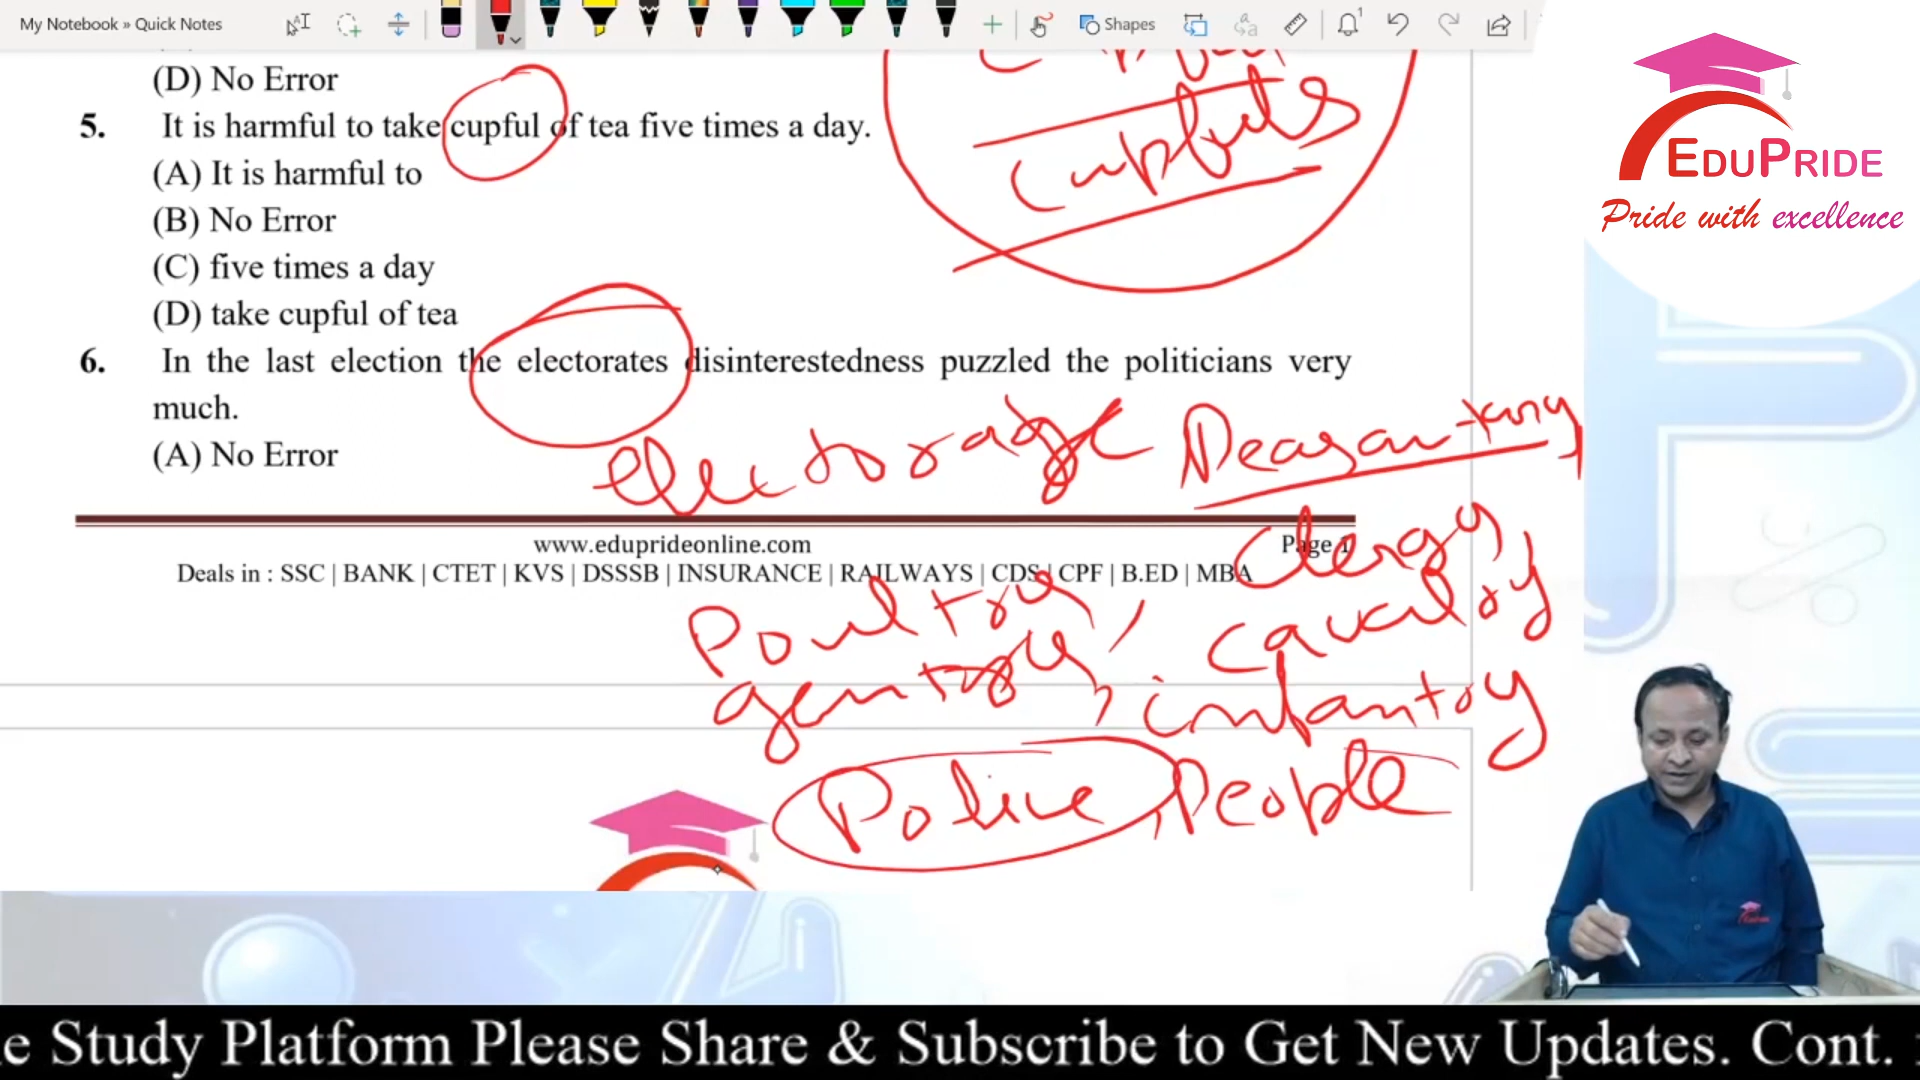 My Notebook » Quick Notes
Shapes
1
(D) No Error
5. It is harmful to take cupful of tea five times a day.
Cupfuls
(A) It is harmful to
(B) No Error
(C) five times a day
(D) take cupful of tea
6. In the last election the electorates disinterestedness puzzled the politicians very
much.
(A) No Error
electorate
Peasantry
Clergy
www.eduprideonline.com
Page 1
Deals in : SSC | BANK | CTET | KVS | DSSSB | INSURANCE | RAILWAYS | CDS | CPF | B.ED | MBA
Poultry, cavalry
gentry, infantry
Police, People
EDUPRIDE
Pride with excellence
e Study Platform Please Share & Subscribe to Get New Updates. Cont.